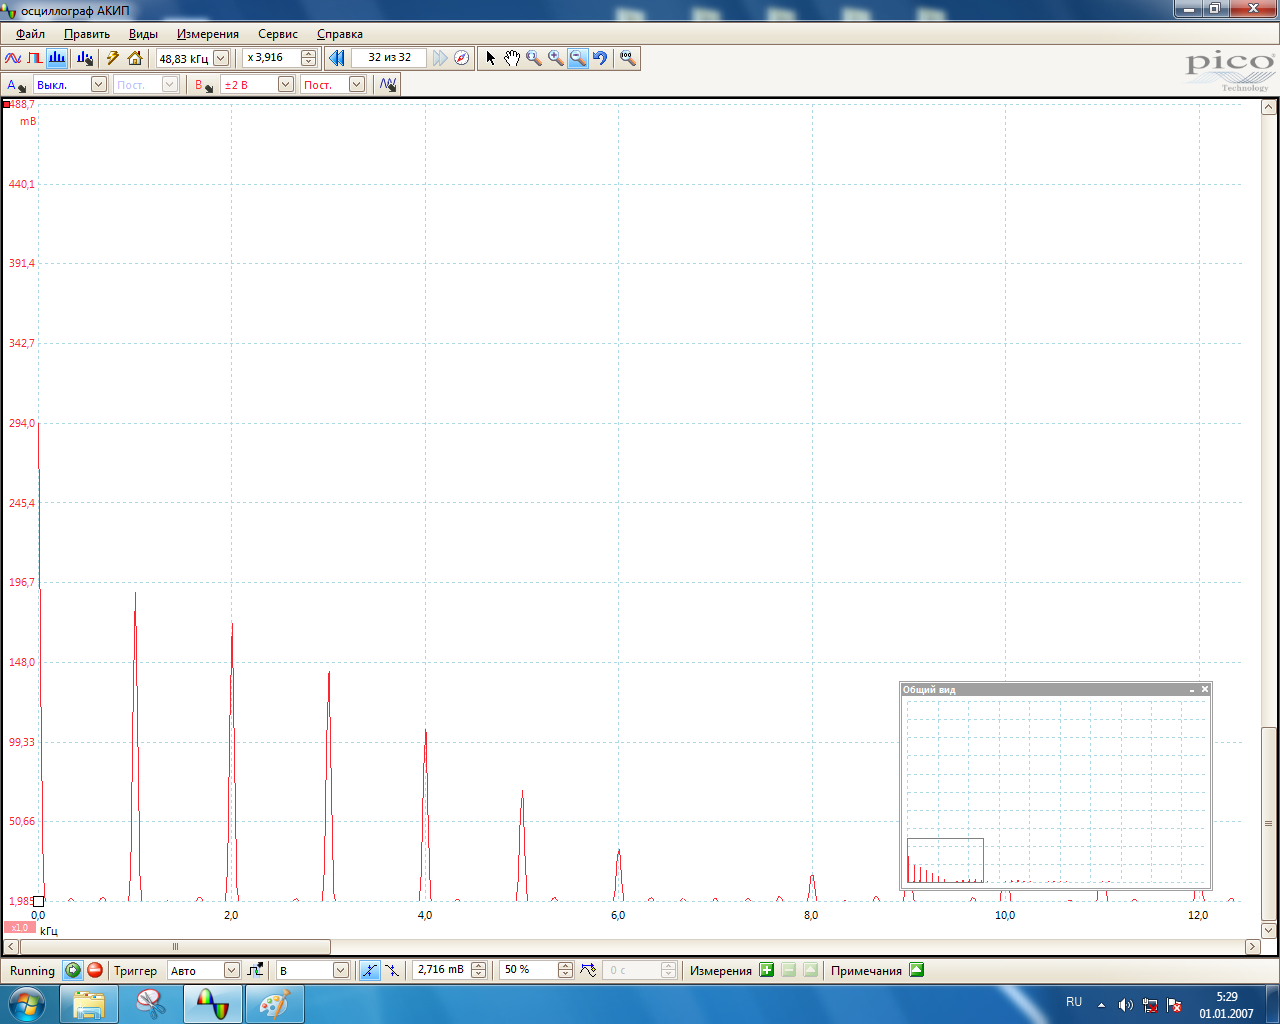 осциллограф АКИП
Файл Править Виды Измерения Сервис Справка
48,83 кГц x 3,916 32 из 32
pico
Technology
A Выкл. Пост. B ±2 В Пост.
488,7
mB
440,1
391,4
342,7
294,0
245,4
196,7
148,0
99,33
50,66
1,985
Общий вид
0,0 2,0 4,0 6,0 8,0 10,0 12,0
x1,0
кГц
Running Триггер Авто B 2,716 mB 50 % 0 с Измерения Примечания
RU 5:29
01.01.2007